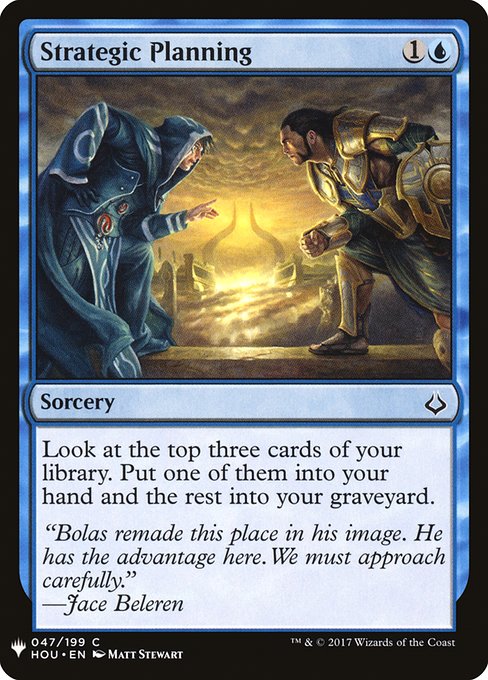 Strategic Planning 1
Sorcery
Look at the top three cards of your
library. Put one of them into your
hand and the rest into your graveyard.
“Bolas remade this place in his image. He
has the advantage here. We must approach
carefully.”
—Jace Beleren
047/199 C
HOU • EN Matt Stewart
™ & © 2017 Wizards of the Coast